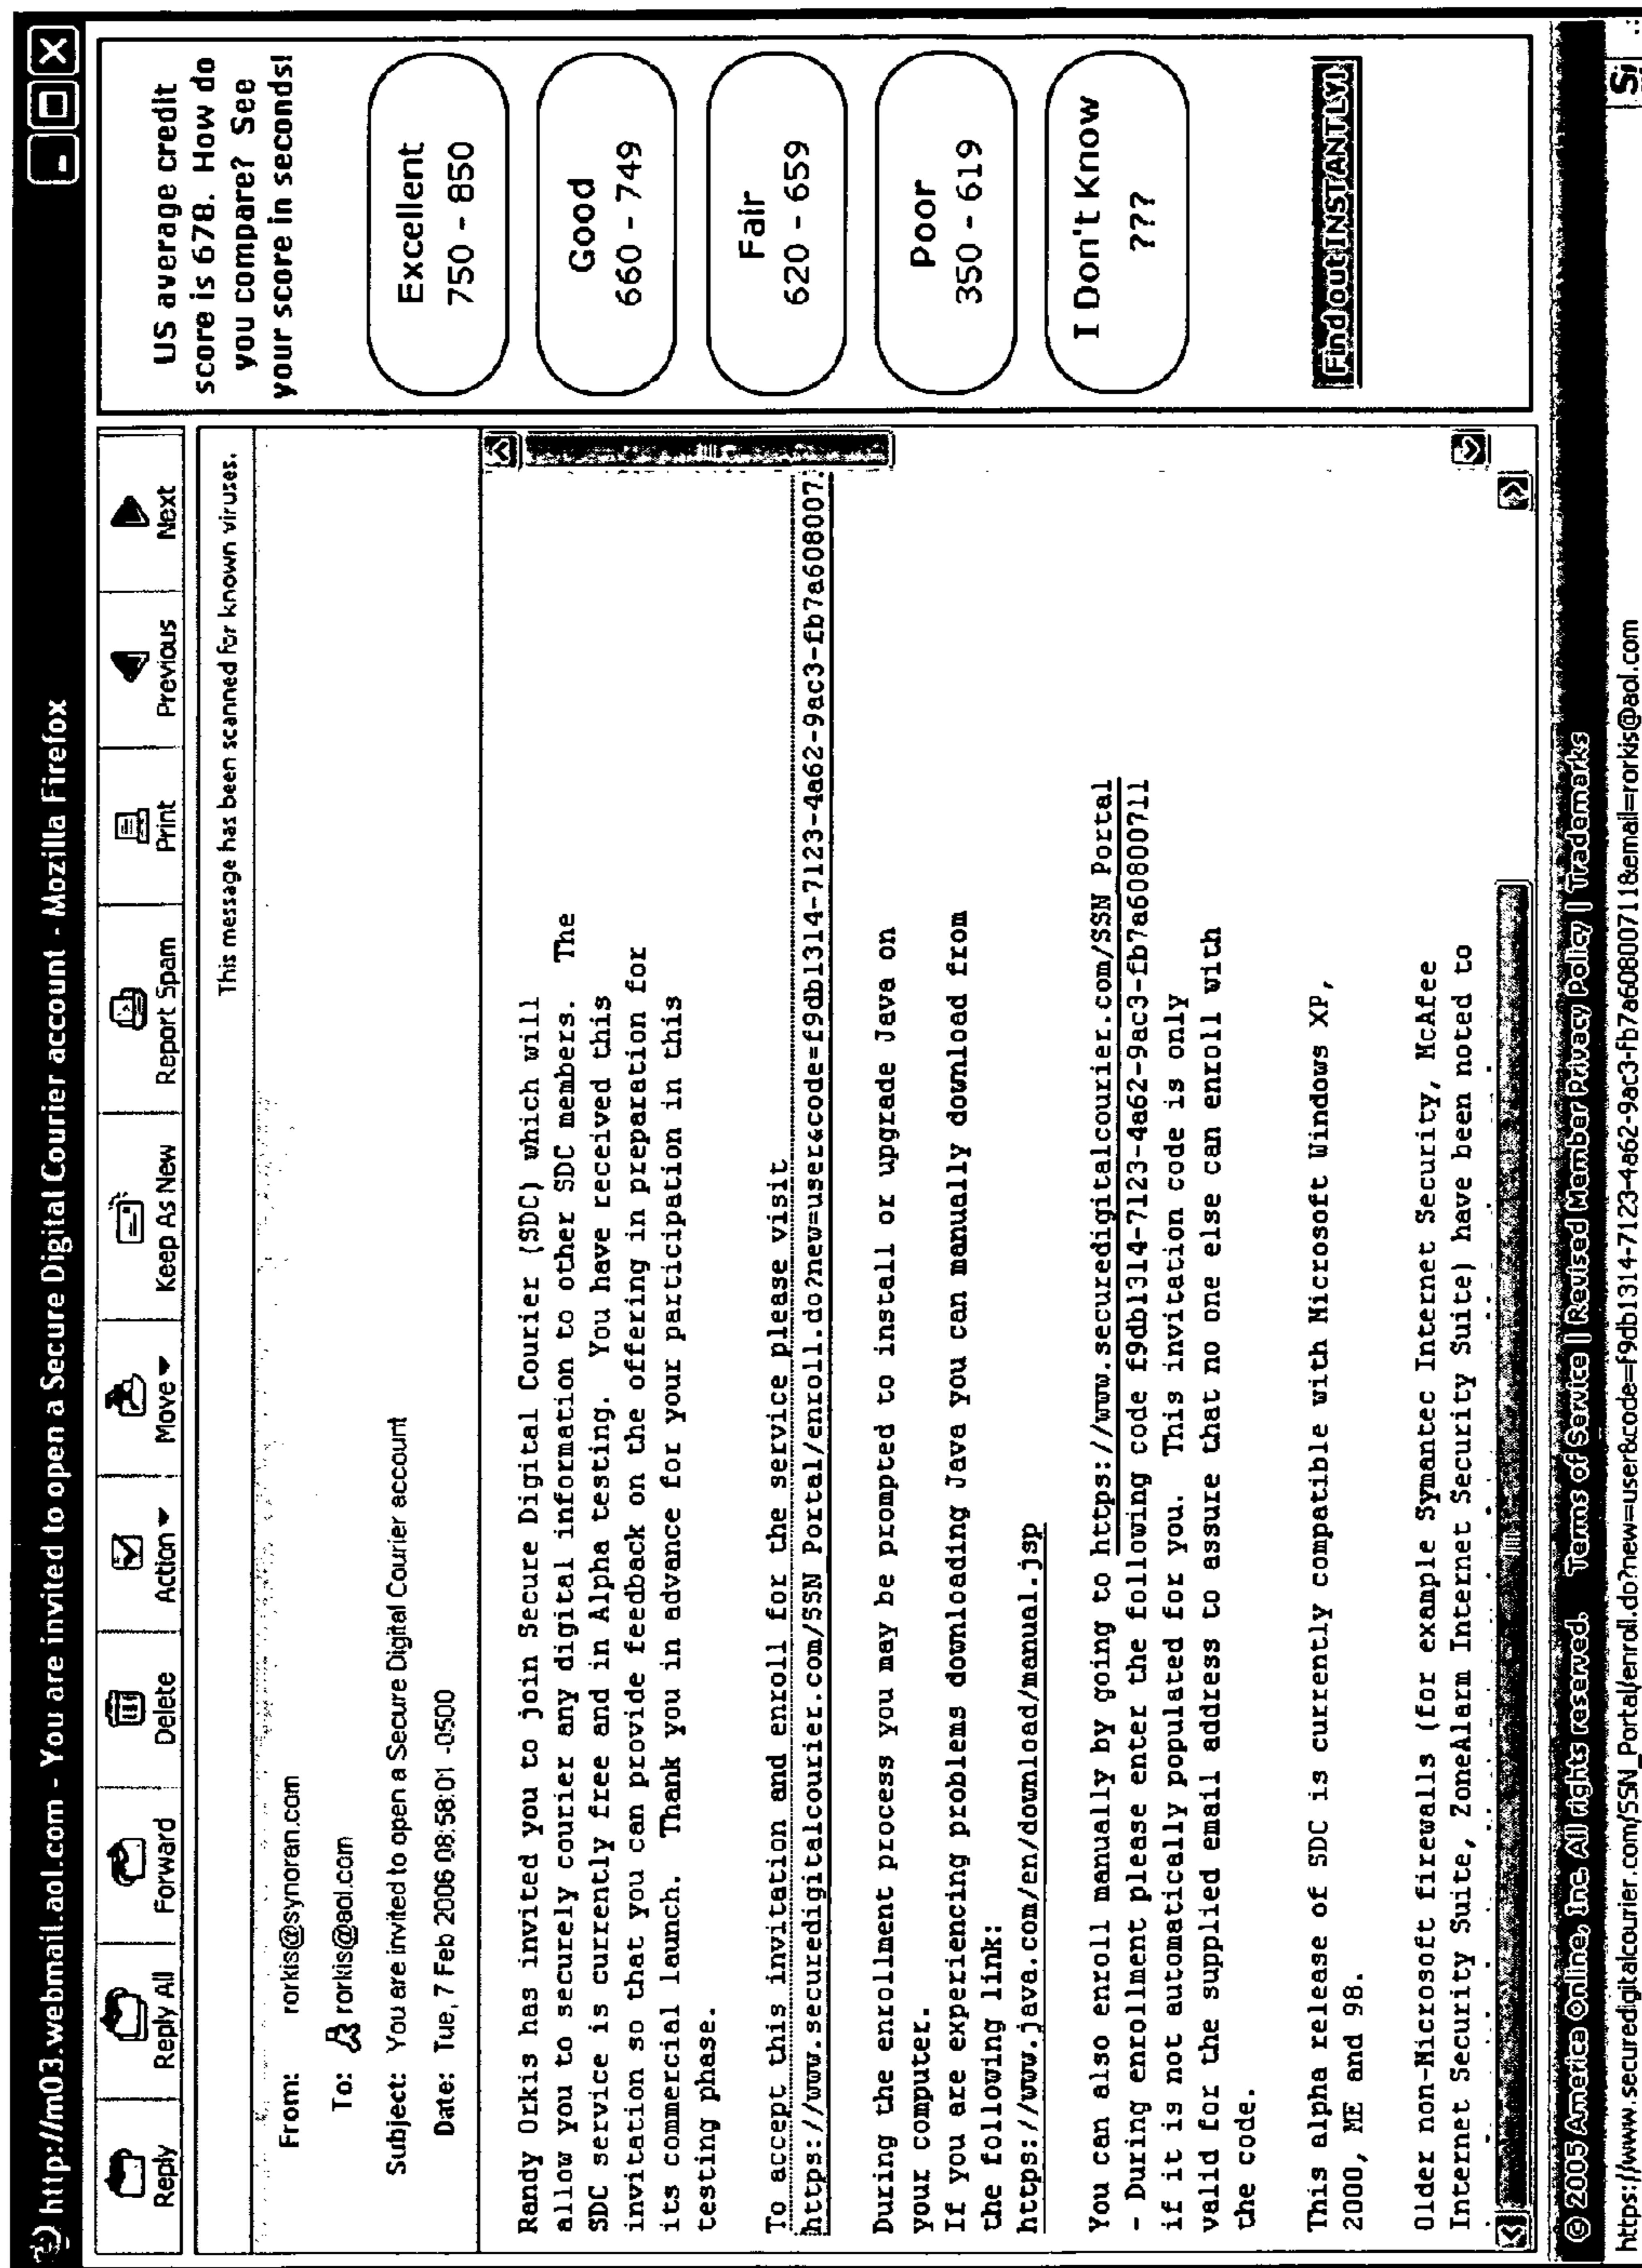 http://m03.webmail.aol.com - You are invited to open a Secure Digital Courier account - Mozilla Firefox
Reply
Reply All
Forward
Delete
Action
Move
Keep As New
Report Spam
Print
Previous
Next
This message has been scanned for known viruses.
From: rorkis@synoran.com
To: rorkis@aol.com
Subject: You are invited to open a Secure Digital Courier account
Date: Tue, 7 Feb 2006 08:58:01 -0500
Randy Orkis has invited you to join Secure Digital Courier (SDC) which will
allow you to securely courier any digital information to other SDC members. The
SDC service is currently free and in Alpha testing. You have received this
invitation so that you can provide feedback on the offering in preparation for
its commercial launch. Thank you in advance for your participation in this
testing phase.
To accept this invitation and enroll for the service please visit
https://www.securedigitalcourier.com/SSN Portal/enroll.do?new=user&code=f9db1314-7123-4a62-9ac3-fb7a608007
During the enrollment process you may be prompted to install or upgrade Java on
your computer.
If you are experiencing problems downloading Java you can manually download from
the following link:
https://www.java.com/en/download/manual.jsp
You can also enroll manually by going to https://www.securedigitalcourier.com/SSN Portal
- During enrollment please enter the following code f9db1314-7123-4a62-9ac3-fb7a60800711
if it is not automatically populated for you. This invitation code is only
valid for the supplied email address to assure that no one else can enroll with
the code.
This alpha release of SDC is currently compatible with Microsoft Windows XP,
2000, ME and 98.
Older non-Microsoft firewalls (for example Symantec Internet Security, McAfee
Internet Security Suite, ZoneAlarm Internet Security Suite) have been noted to
US average credit
score is 678. How do
you compare? See
your score in seconds!
Excellent
750 - 850
Good
660 - 749
Fair
620 - 659
Poor
350 - 619
I Don't Know
???
Find out INSTANTLY!
© 2005 America Online, Inc. All rights reserved. Terms of Service | Revised Member Privacy Policy | Trademarks
https://www.securedigitalcourier.com/SSN_Portal/enroll.do?new=user&code=f9db1314-7123-4a62-9ac3-fb7a60800711&email=rorkis@aol.com